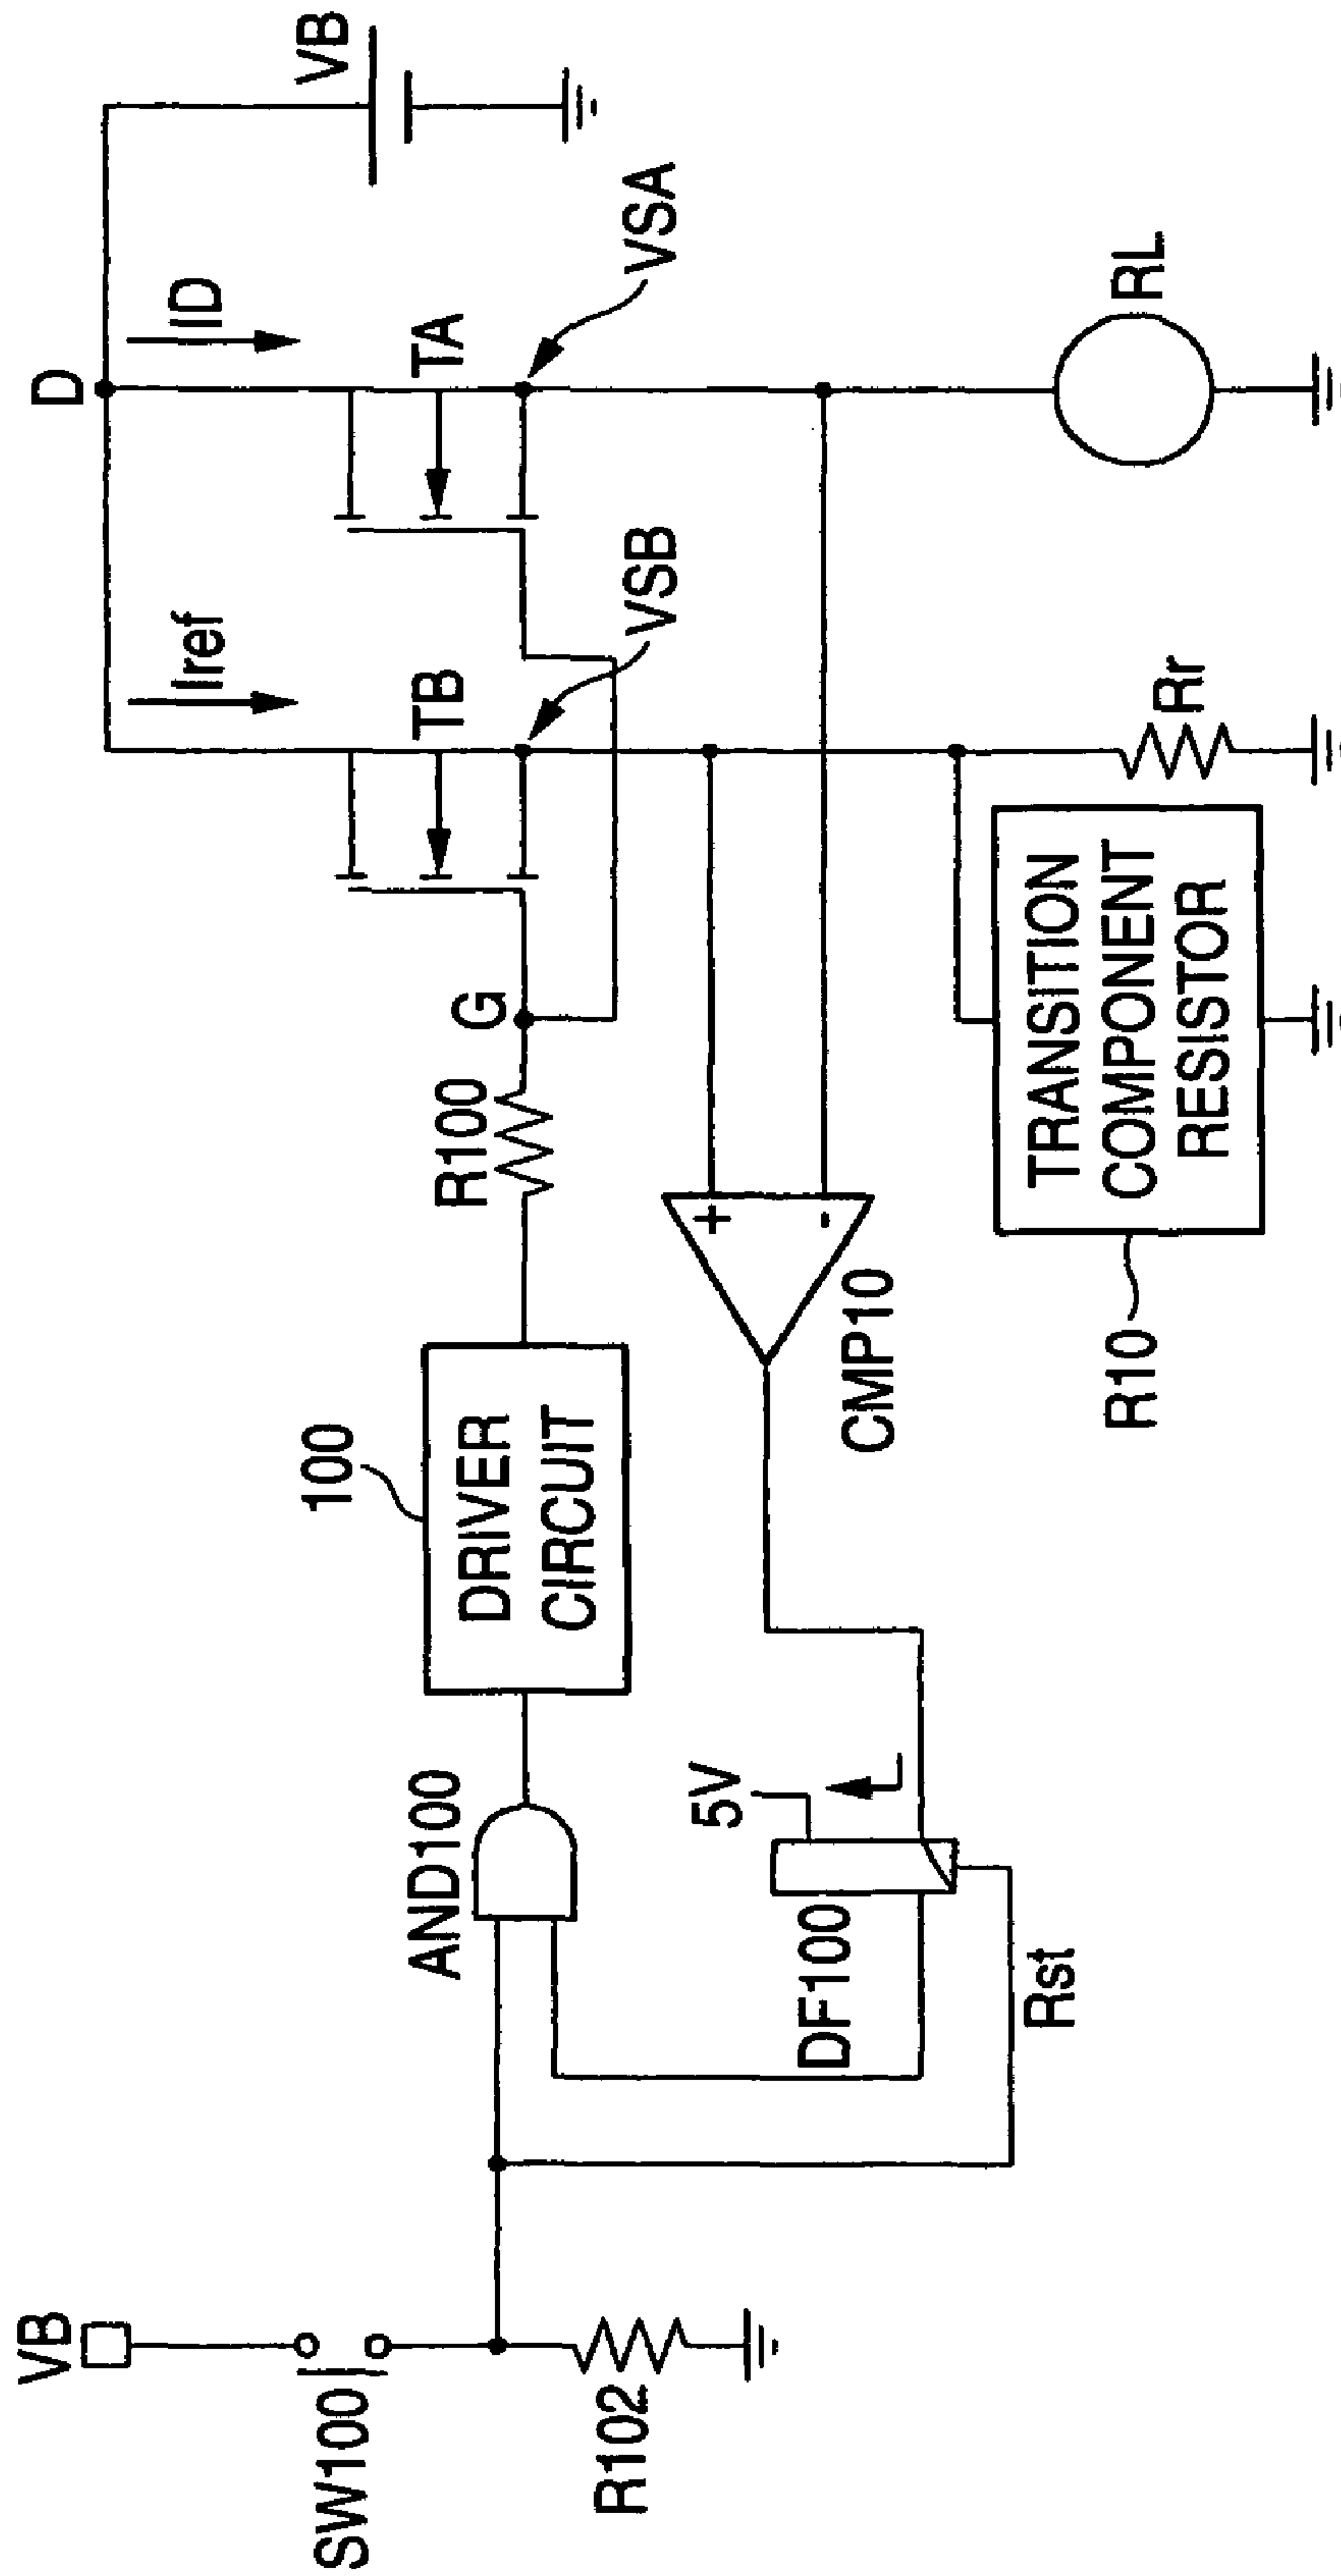 VB
SW100
R102
AND100
5V
DF100
Rst
100
DRIVER
CIRCUIT
R100
G
CMP10
+
-
R10
TRANSITION
COMPONENT
RESISTOR
Iref
TB
VSB
Rr
D
ID
TA
VSA
RL
VB